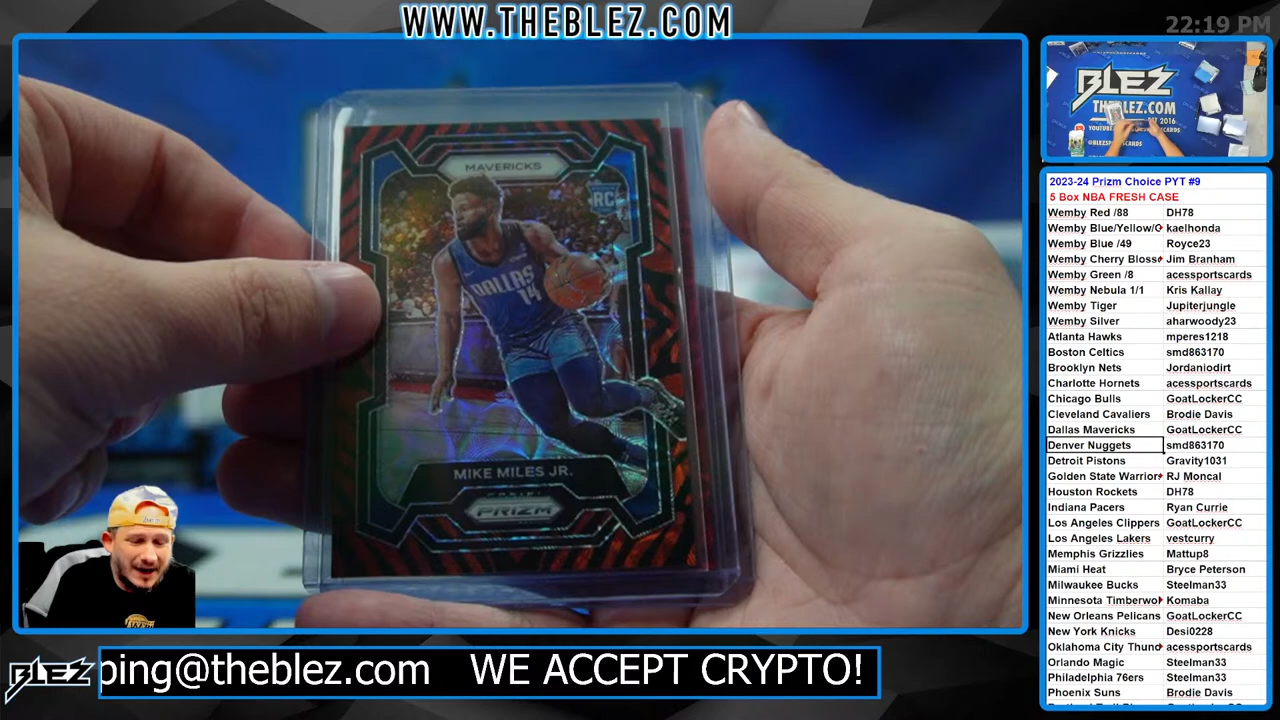 WWW.THEBLEZ.COM
22:19 PM
MAVERICKS
RC
DALLAS
14
MIKE MILES JR.
PANINI
PRIZM
BLEZ
THEBLEZ.COM
2016
@BLEZSPORTSCARDS
2023-24 Prizm Choice PYT #9
5 Box NBA FRESH CASE
Wemby Red /88 DH78
Wemby Blue/Yellow/G kaelhonda
Wemby Blue /49 Royce23
Wemby Cherry Bloss Jim Branham
Wemby Green /8 acessportscards
Wemby Nebula 1/1 Kris Kallay
Wemby Tiger Jupiterjungle
Wemby Silver aharwoody23
Atlanta Hawks mperes1218
Boston Celtics smd863170
Brooklyn Nets Jordaniodirt
Charlotte Hornets acessportscards
Chicago Bulls GoatLockerCC
Cleveland Cavaliers Brodie Davis
Dallas Mavericks GoatLockerCC
Denver Nuggets smd863170
Detroit Pistons Gravity1031
Golden State Warrior RJ Moncal
Houston Rockets DH78
Indiana Pacers Ryan Currie
Los Angeles Clippers GoatLockerCC
Los Angeles Lakers vestcurry
Memphis Grizzlies Mattup8
Miami Heat Bryce Peterson
Milwaukee Bucks Steelman33
Minnesota Timberwol Komaba
New Orleans Pelicans GoatLockerCC
New York Knicks Desi0228
Oklahoma City Thund acessportscards
Orlando Magic Steelman33
Philadelphia 76ers Steelman33
Phoenix Suns Brodie Davis
BLEZ
ping@theblez.com WE ACCEPT CRYPTO!